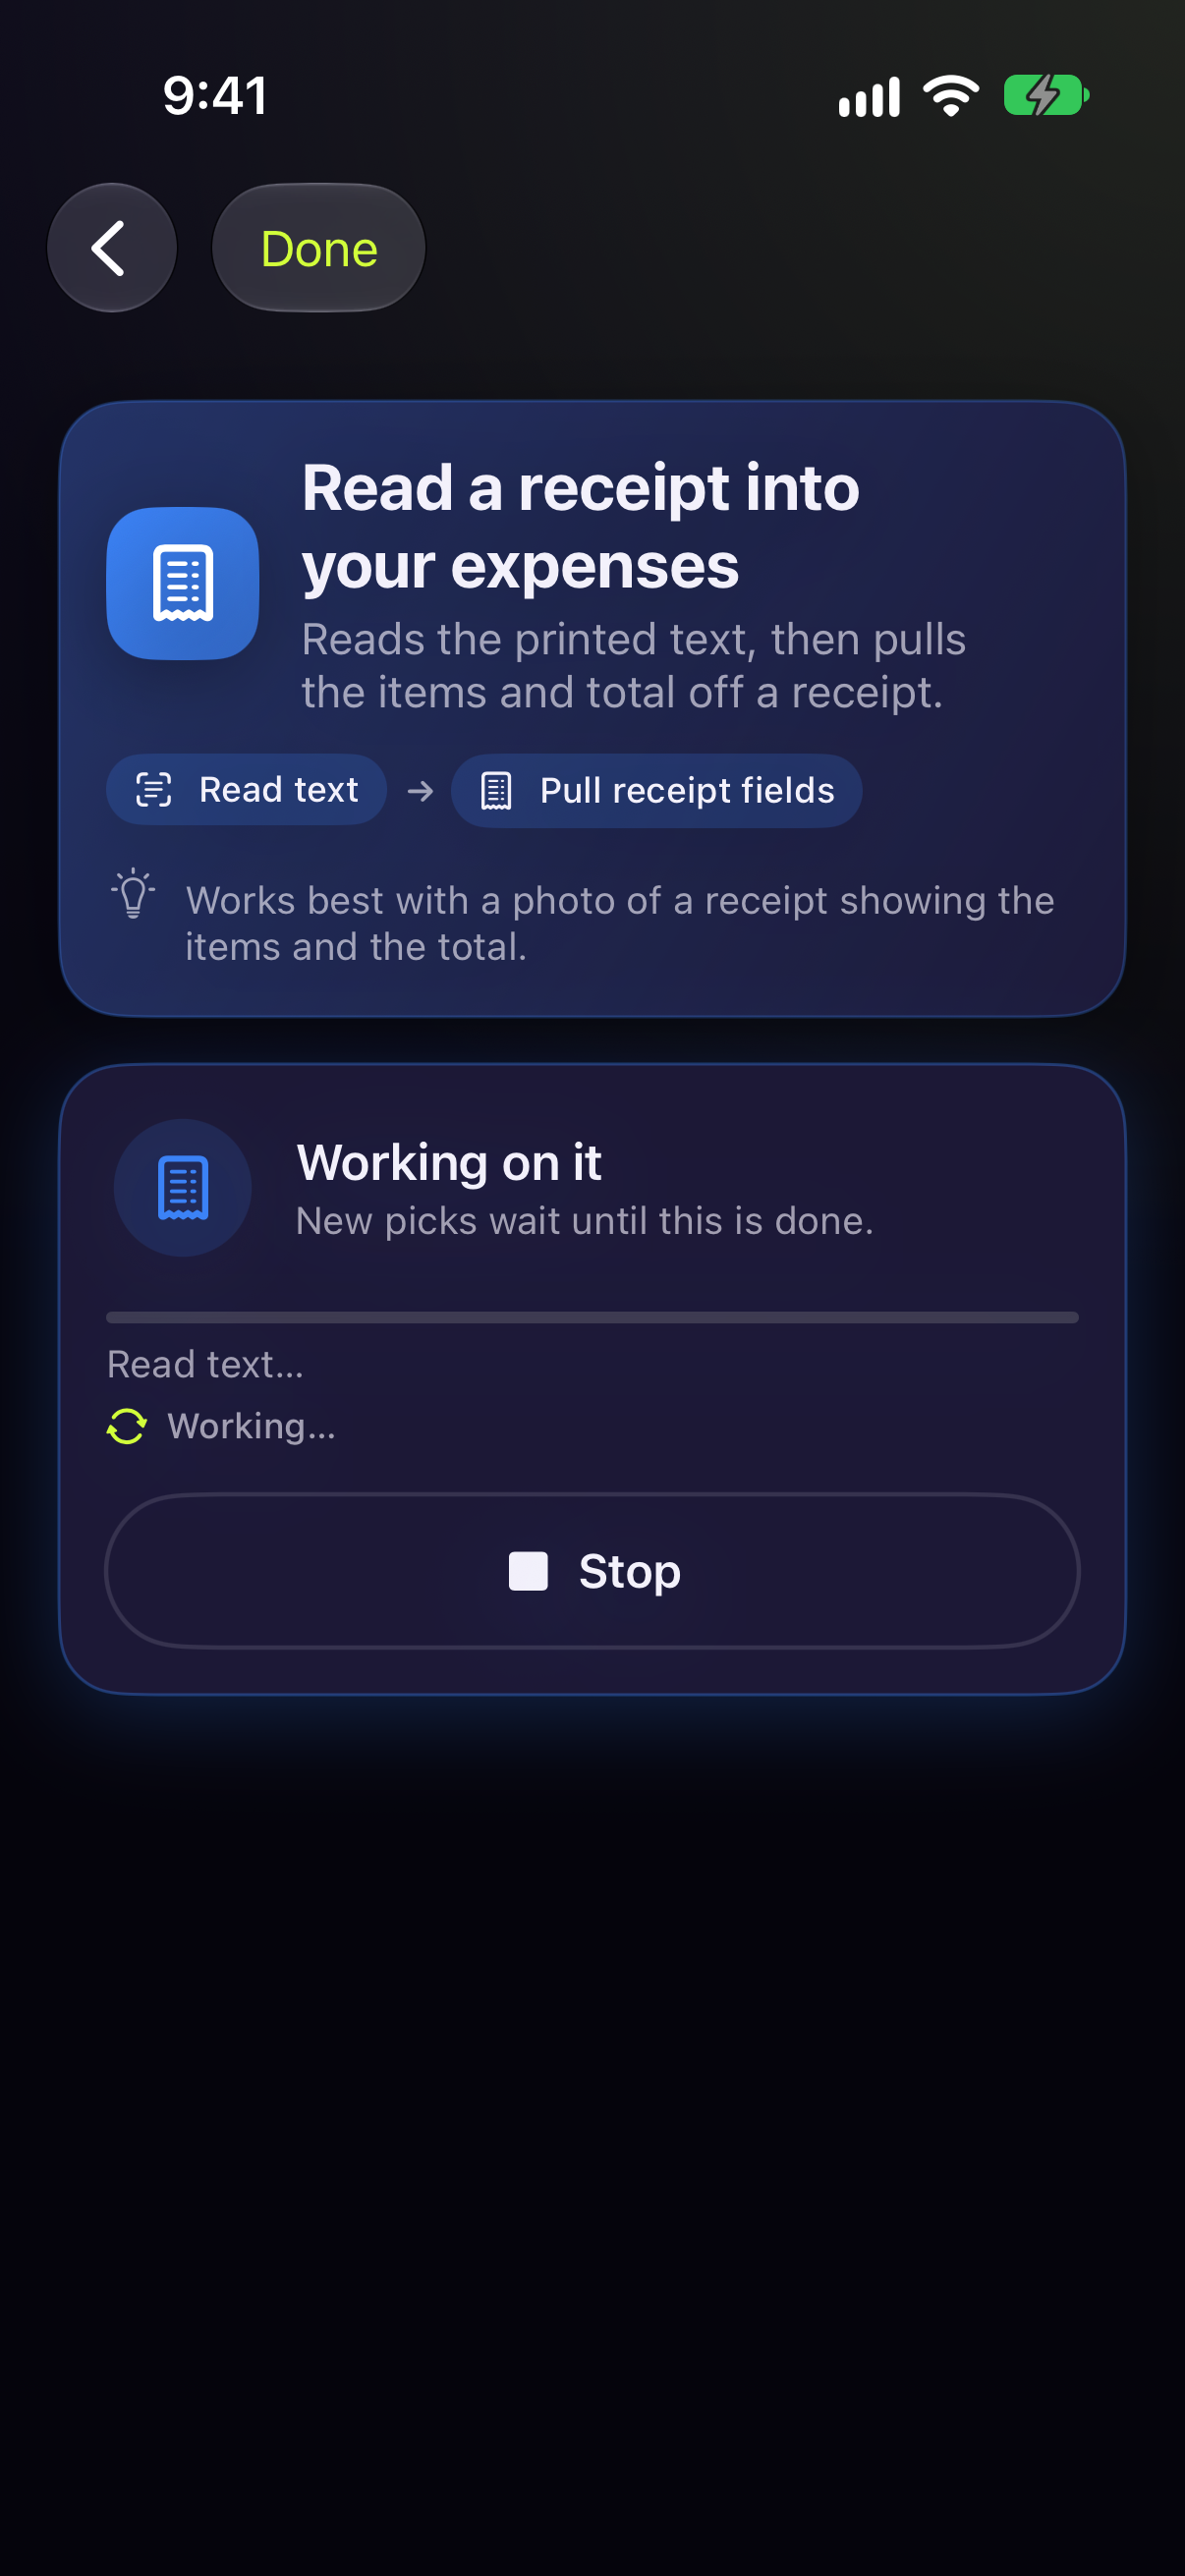 9:41
Done
Read a receipt into
your expenses
Reads the printed text, then pulls
the items and total off a receipt.
Read text → Pull receipt fields
Works best with a photo of a receipt showing the
items and the total.
Working on it
New picks wait until this is done.
Read text...
Working...
Stop